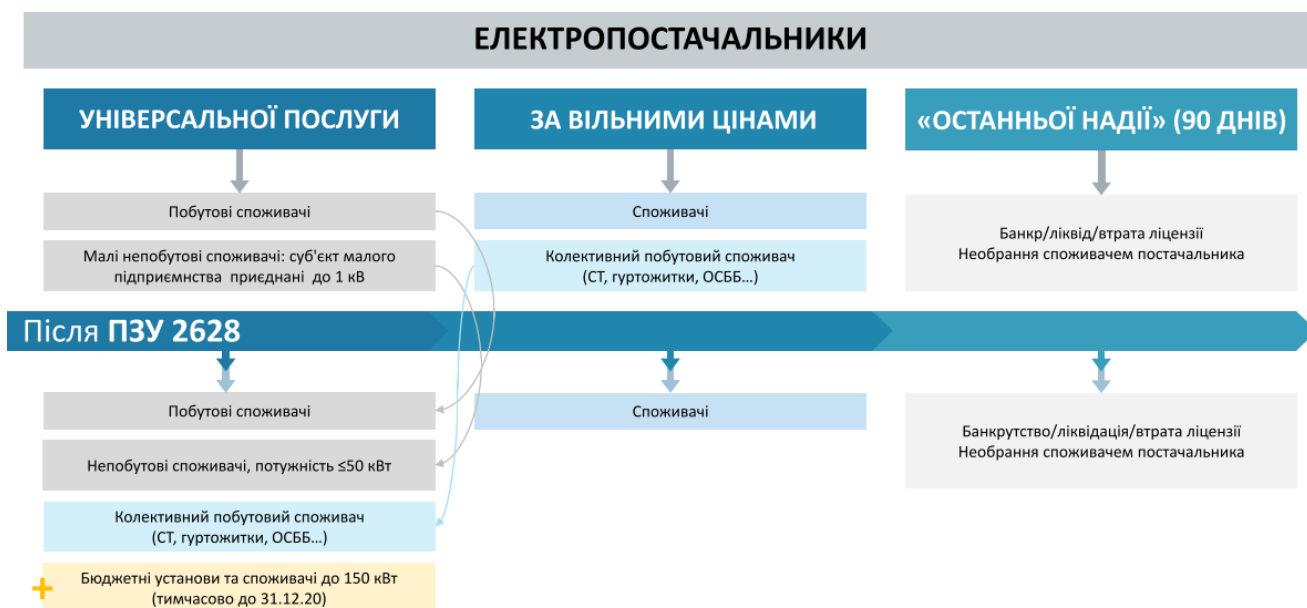 ЕЛЕКТРОПОСТАЧАЛЬНИКИ
УНІВЕРСАЛЬНОЇ ПОСЛУГИ
ЗА ВІЛЬНИМИ ЦІНАМИ
«ОСТАННЬОЇ НАДІЇ» (90 ДНІВ)
Побутові споживачі
Малі непобутові споживачі: суб'єкт малого
підприємства приєднані до 1 кВ
Споживачі
Колективний побутовий споживач
(СТ, гуртожитки, ОСББ...)
Банкр/ліквід/втрата ліцензії
Необрання споживачем постачальника
Після ПЗУ 2628
Побутові споживачі
Непобутові споживачі, потужність ≤50 кВт
Колективний побутовий споживач
(СТ, гуртожитки, ОСББ...)
+ Бюджетні установи та споживачі до 150 кВт
(тимчасово до 31.12.20)
Споживачі
Банкрутство/ліквідація/втрата ліцензії
Необрання споживачем постачальника